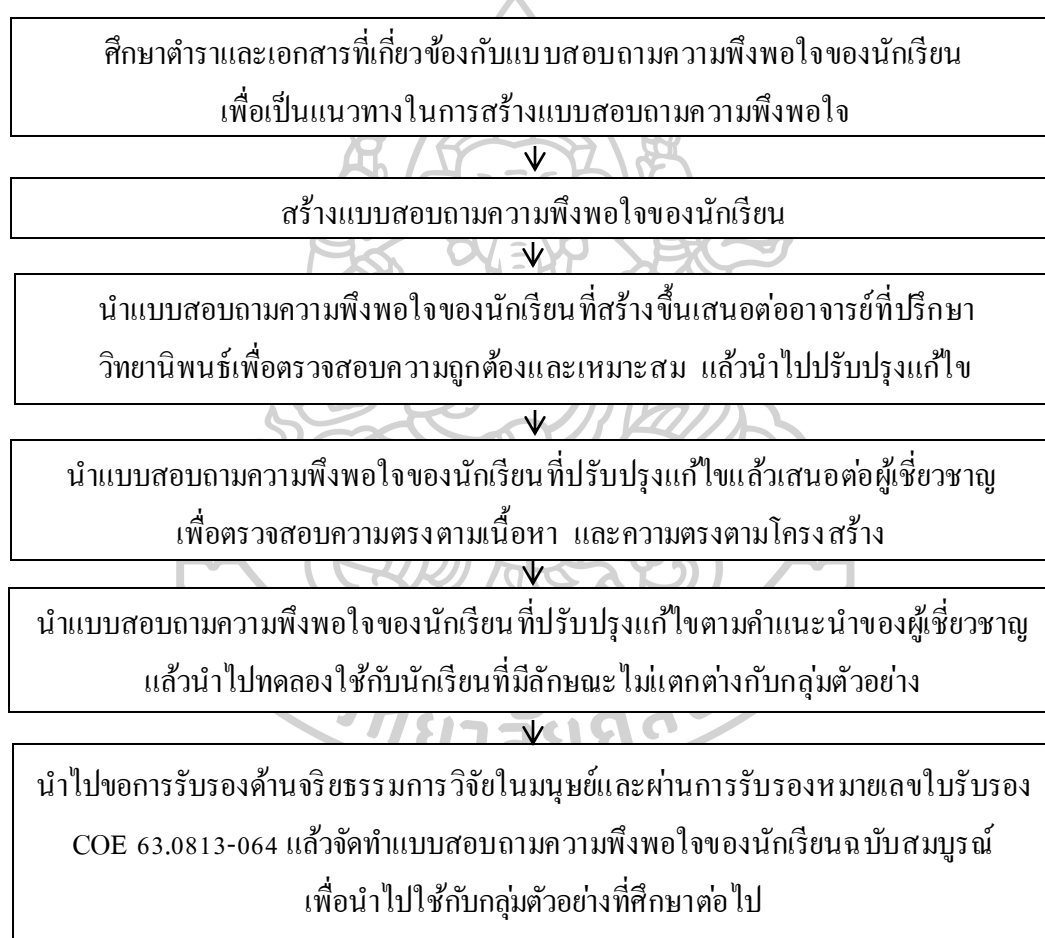 ศึกษาตำราและเอกสารที่เกี่ยวข้องกับแบบสอบถามความพึงพอใจของนักเรียน
เพื่อเป็นแนวทางในการสร้างแบบสอบถามความพึงพอใจ
สร้างแบบสอบถามความพึงพอใจของนักเรียน
นำแบบสอบถามความพึงพอใจของนักเรียนที่สร้างขึ้นเสนอต่ออาจารย์ที่ปรึกษา
วิทยานิพนธ์เพื่อตรวจสอบความถูกต้องและเหมาะสม แล้วนำไปปรับปรุงแก้ไข
นำแบบสอบถามความพึงพอใจของนักเรียนที่ปรับปรุงแก้ไขแล้วเสนอต่อผู้เชี่ยวชาญ
เพื่อตรวจสอบความตรงตามเนื้อหา และความตรงตามโครงสร้าง
นำแบบสอบถามความพึงพอใจของนักเรียนที่ปรับปรุงแก้ไขตามคำแนะนำของผู้เชี่ยวชาญ
แล้วนำไปทดลองใช้กับนักเรียนที่มีลักษณะไม่แตกต่างกับกลุ่มตัวอย่าง
นำไปขอการรับรองด้านจริยธรรมการวิจัยในมนุษย์และผ่านการรับรองหมายเลขใบรับรอง
COE 63.0813-064 แล้วจัดทำแบบสอบถามความพึงพอใจของนักเรียนฉบับสมบูรณ์
เพื่อนำไปใช้กับกลุ่มตัวอย่างที่ศึกษาต่อไป